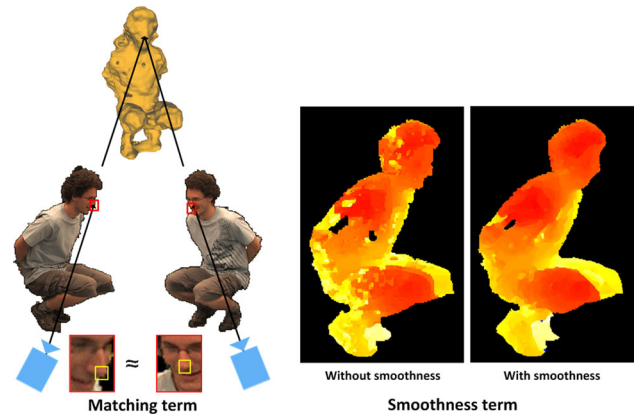 ≈
Matching term
Without smoothness
With smoothness
Smoothness term